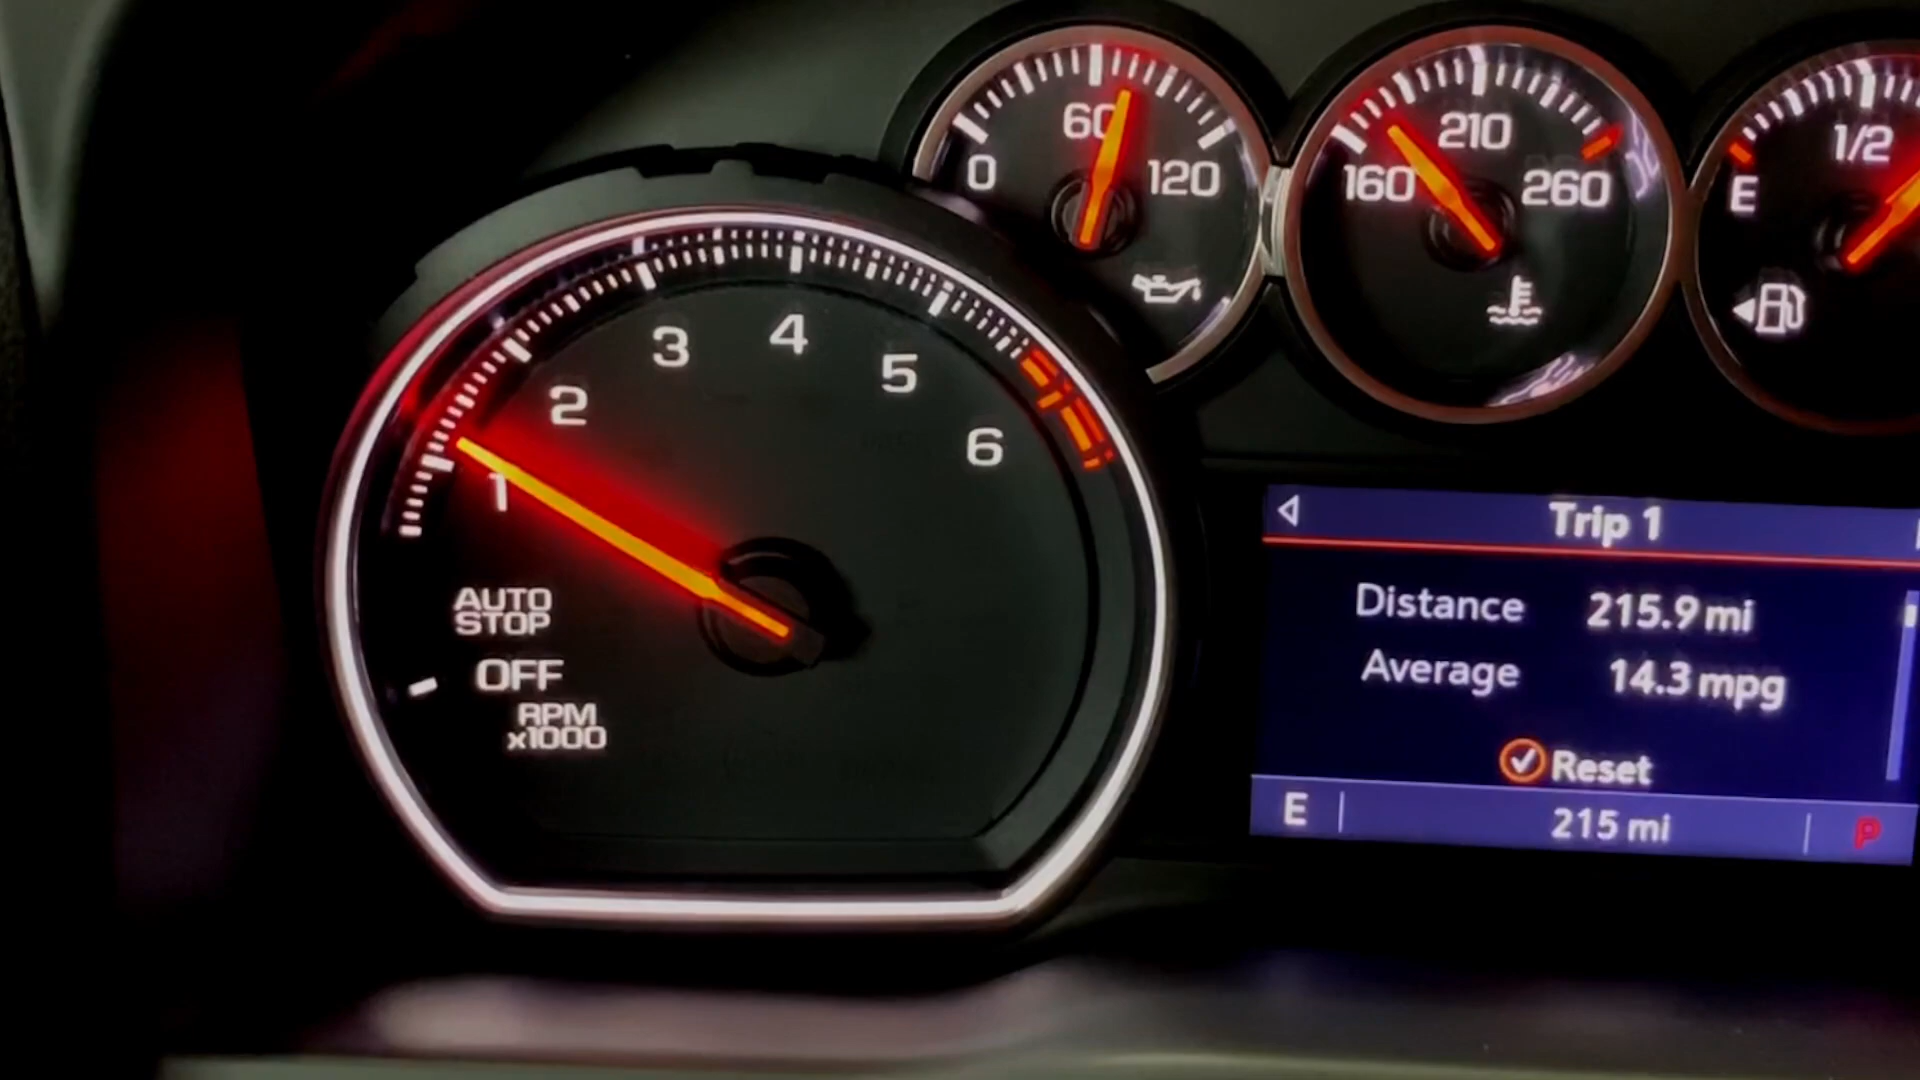 0 60 120
160 210 260
E 1/2
1 2 3 4 5 6
AUTO
STOP
OFF
RPM
x1000
Trip 1
Distance 215.9 mi
Average 14.3 mpg
Reset
E 215 mi P